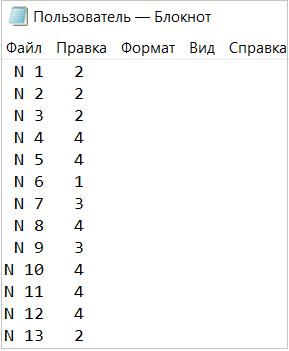 Пользователь — Блокнот
Файл Правка Формат Вид Справка
N 1 2
N 2 2
N 3 2
N 4 4
N 5 4
N 6 1
N 7 3
N 8 4
N 9 3
N 10 4
N 11 4
N 12 4
N 13 2